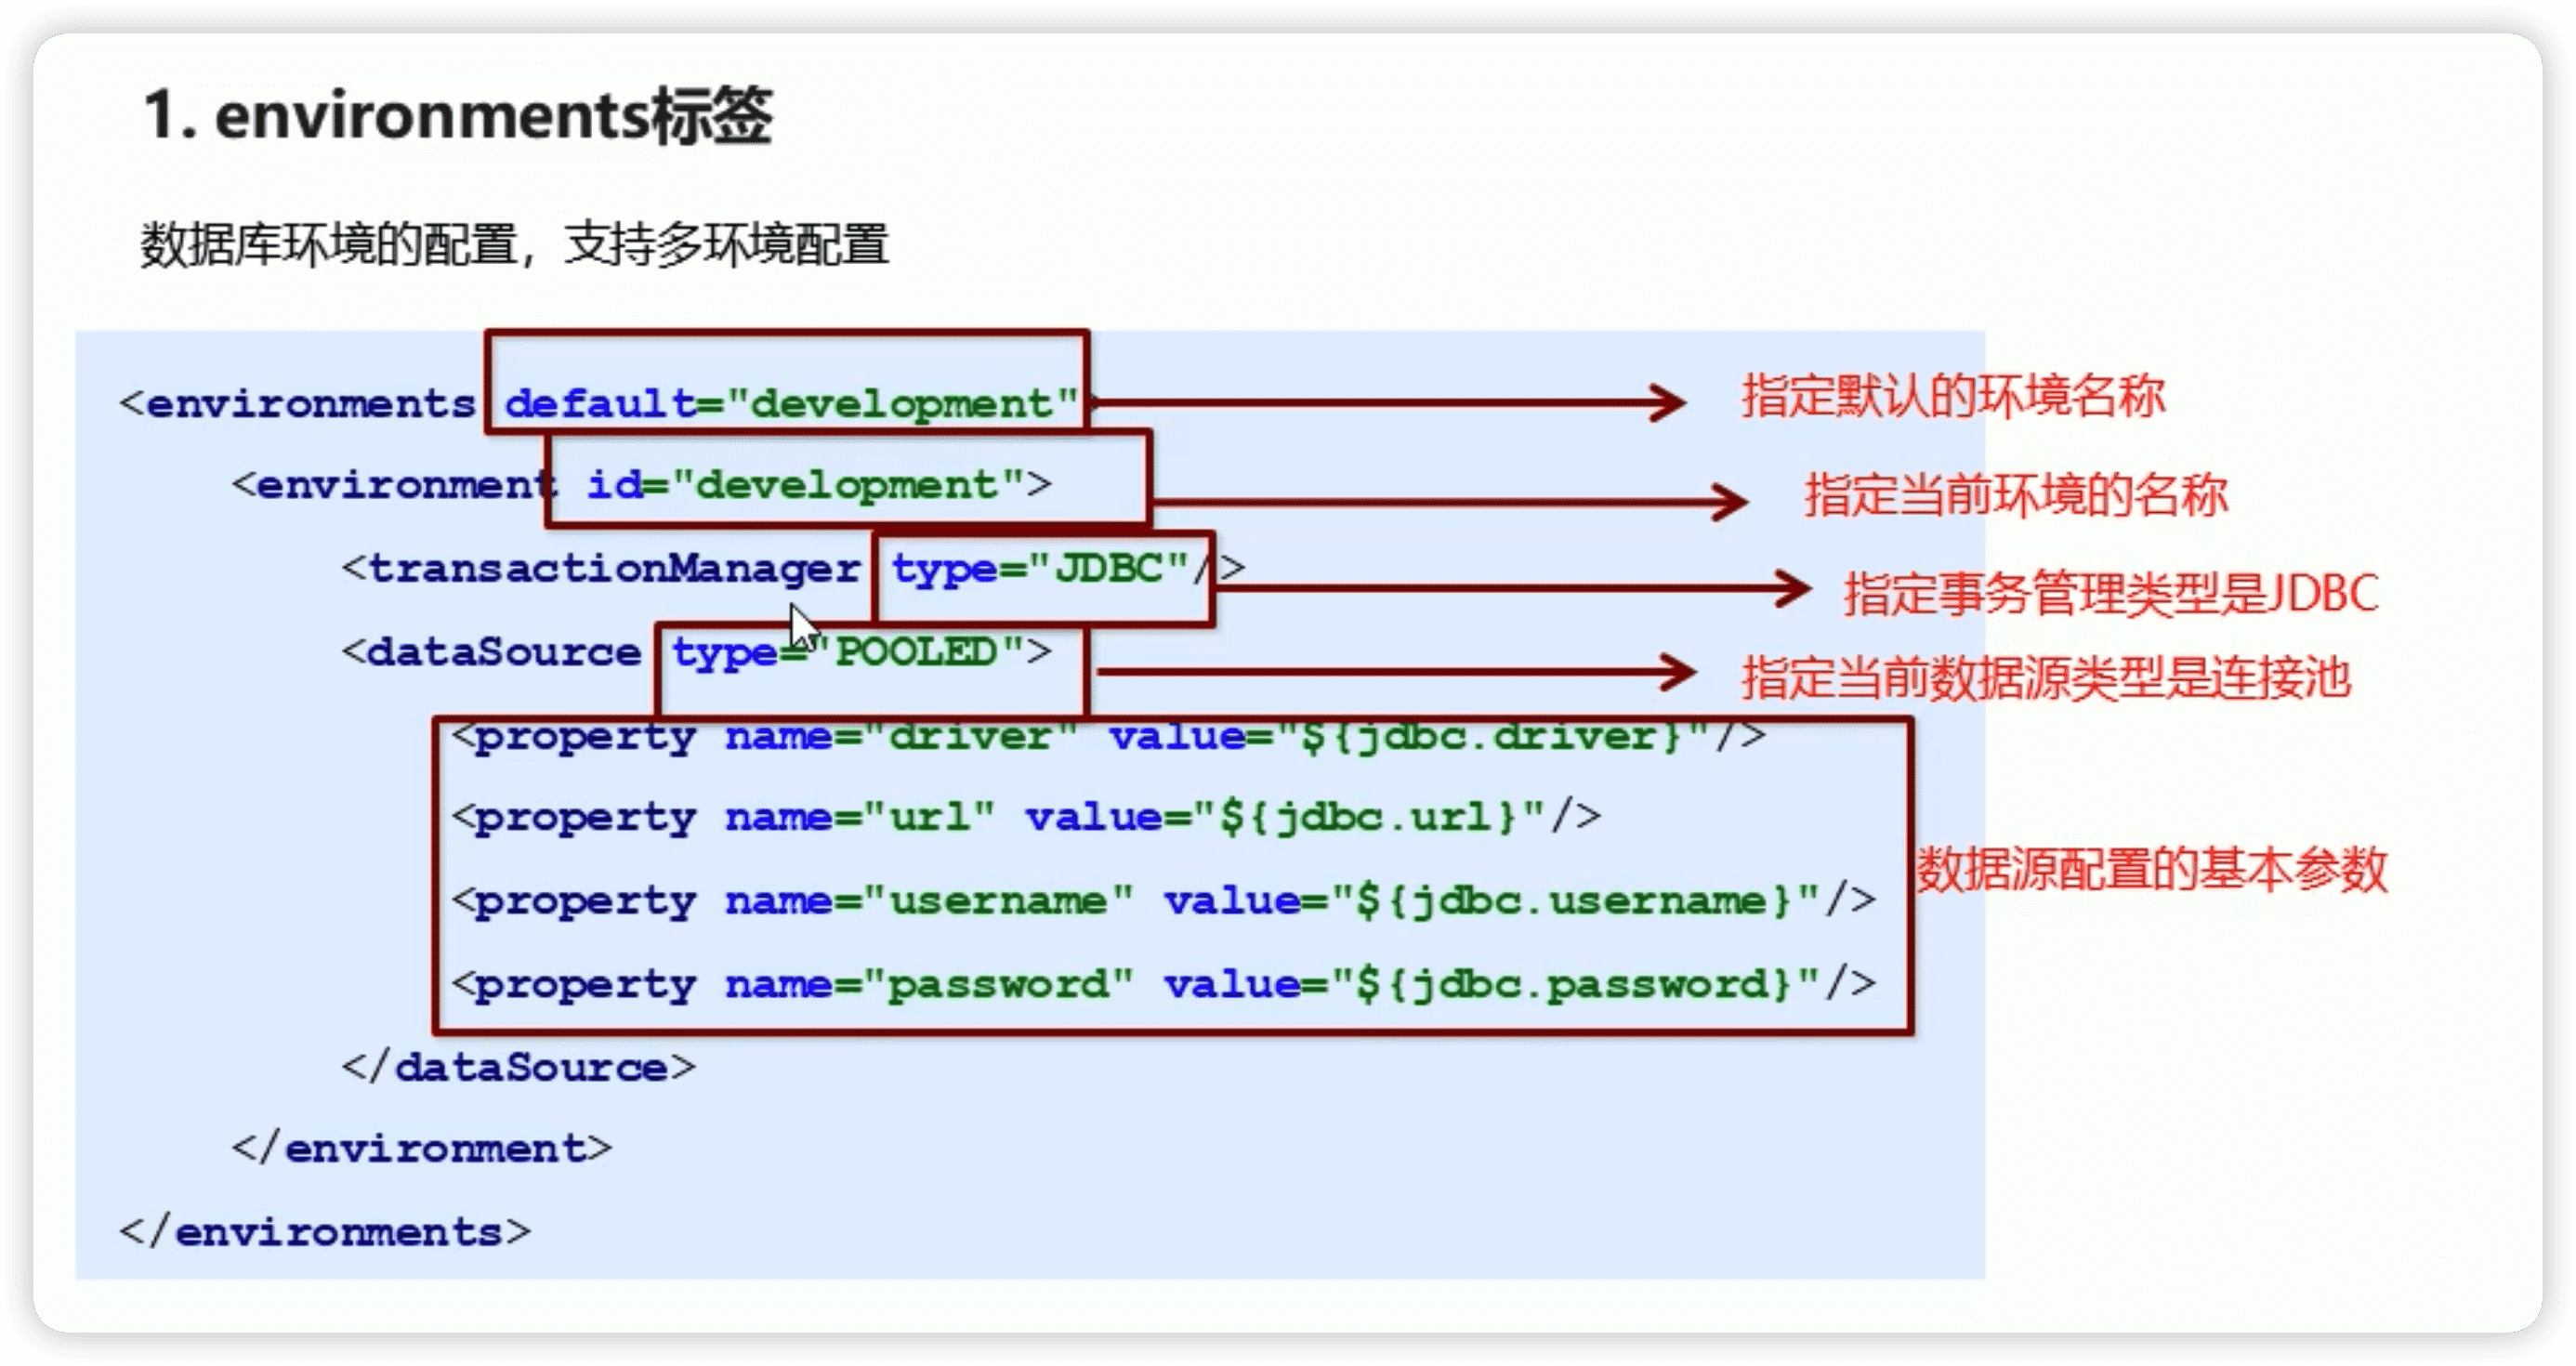 1. environments标签
数据库环境的配置，支持多环境配置
<environments default="development">
指定默认的环境名称
<environment id="development">
指定当前环境的名称
<transactionManager type="JDBC"/>
指定事务管理类型是JDBC
<dataSource type="POOLED">
指定当前数据源类型是连接池
<property name="driver" value="${jdbc.driver}"/>
<property name="url" value="${jdbc.url}"/>
<property name="username" value="${jdbc.username}"/>
数据源配置的基本参数
<property name="password" value="${jdbc.password}"/>
</dataSource>
</environment>
</environments>